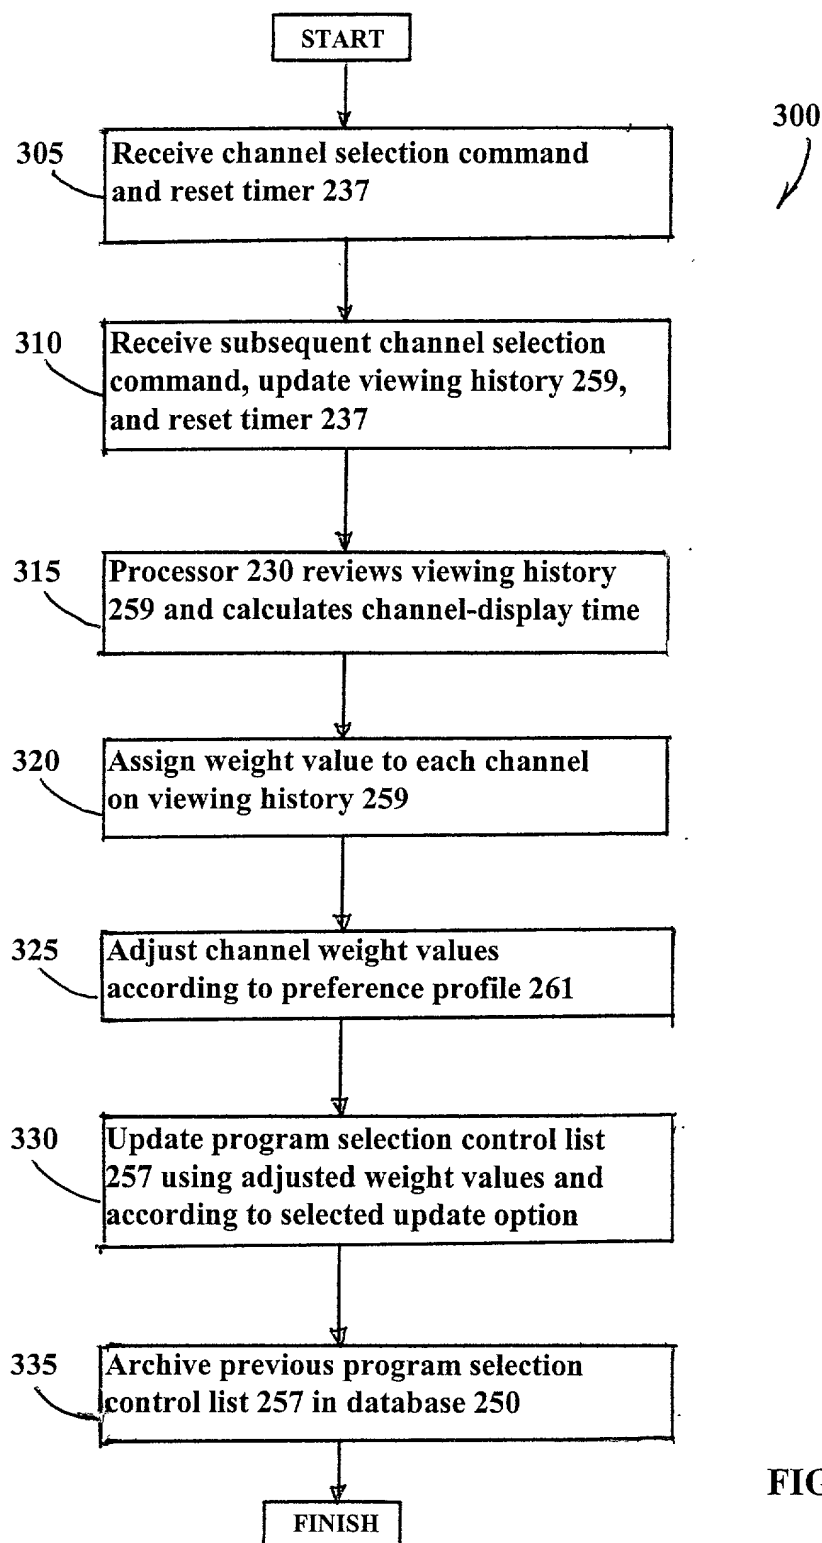 START
300
305
Receive channel selection command
and reset timer 237
310
Receive subsequent channel selection
command, update viewing history 259,
and reset timer 237
315
Processor 230 reviews viewing history
259 and calculates channel-display time
320
Assign weight value to each channel
on viewing history 259
325
Adjust channel weight values
according to preference profile 261
330
Update program selection control list
257 using adjusted weight values and
according to selected update option
335
Archive previous program selection
control list 257 in database 250
FINISH